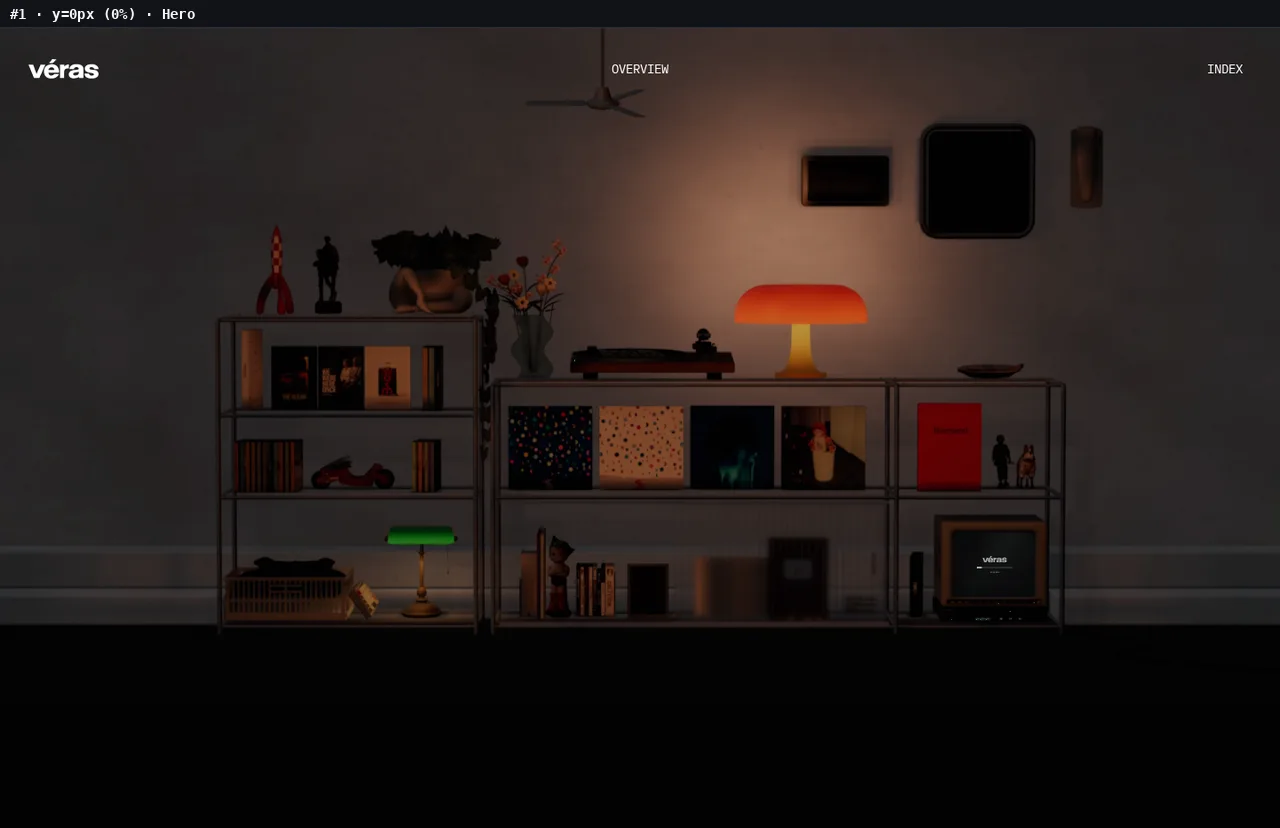 #1 · y=0px (0%) · Hero
véras
OVERVIEW
INDEX
véras